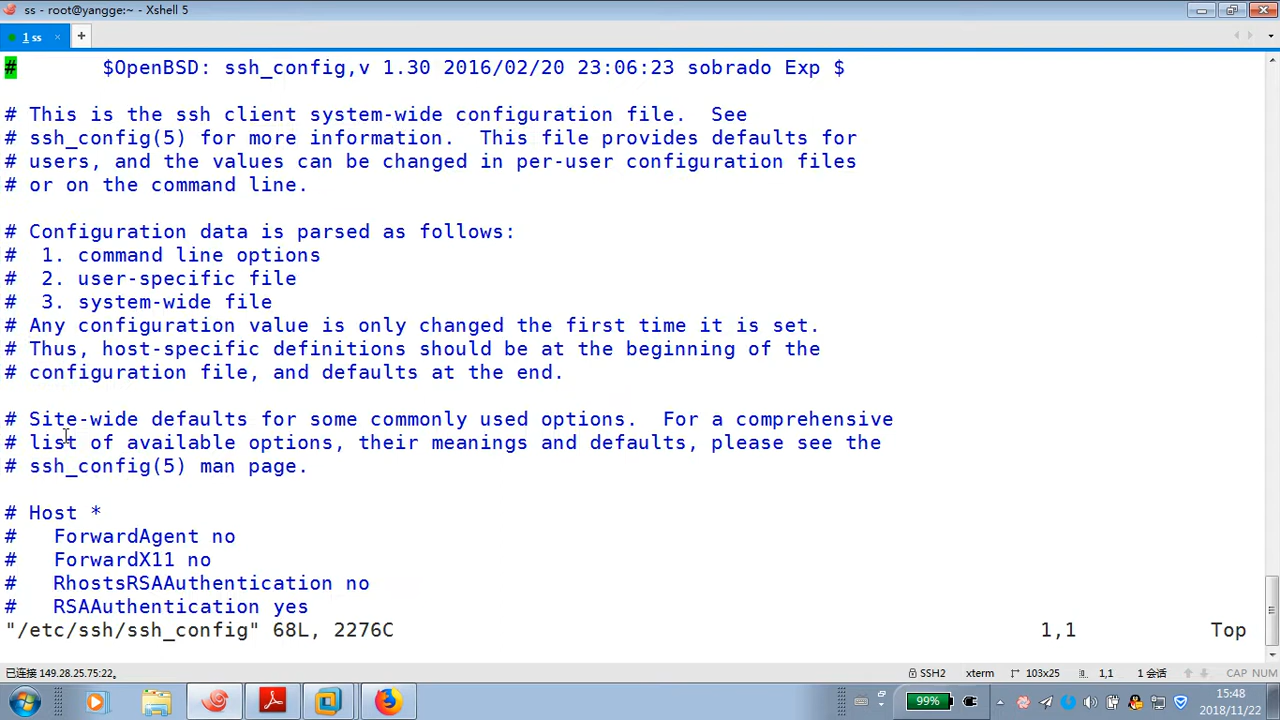 ss - root@yangge:~ - Xshell 5
1 ss × +
# $OpenBSD: ssh_config,v 1.30 2016/02/20 23:06:23 sobrado Exp $
# This is the ssh client system-wide configuration file. See
# ssh_config(5) for more information. This file provides defaults for
# users, and the values can be changed in per-user configuration files
# or on the command line.
# Configuration data is parsed as follows:
# 1. command line options
# 2. user-specific file
# 3. system-wide file
# Any configuration value is only changed the first time it is set.
# Thus, host-specific definitions should be at the beginning of the
# configuration file, and defaults at the end.
# Site-wide defaults for some commonly used options. For a comprehensive
# list of available options, their meanings and defaults, please see the
# ssh_config(5) man page.
# Host *
# ForwardAgent no
# ForwardX11 no
# RhostsRSAAuthentication no
# RSAAuthentication yes
"/etc/ssh/ssh_config" 68L, 2276C 1,1 Top
已连接 149.28.25.75:22。 SSH2 xterm 103x25 1,1 1 会话 CAP NUM
99% 15:48
2018/11/22